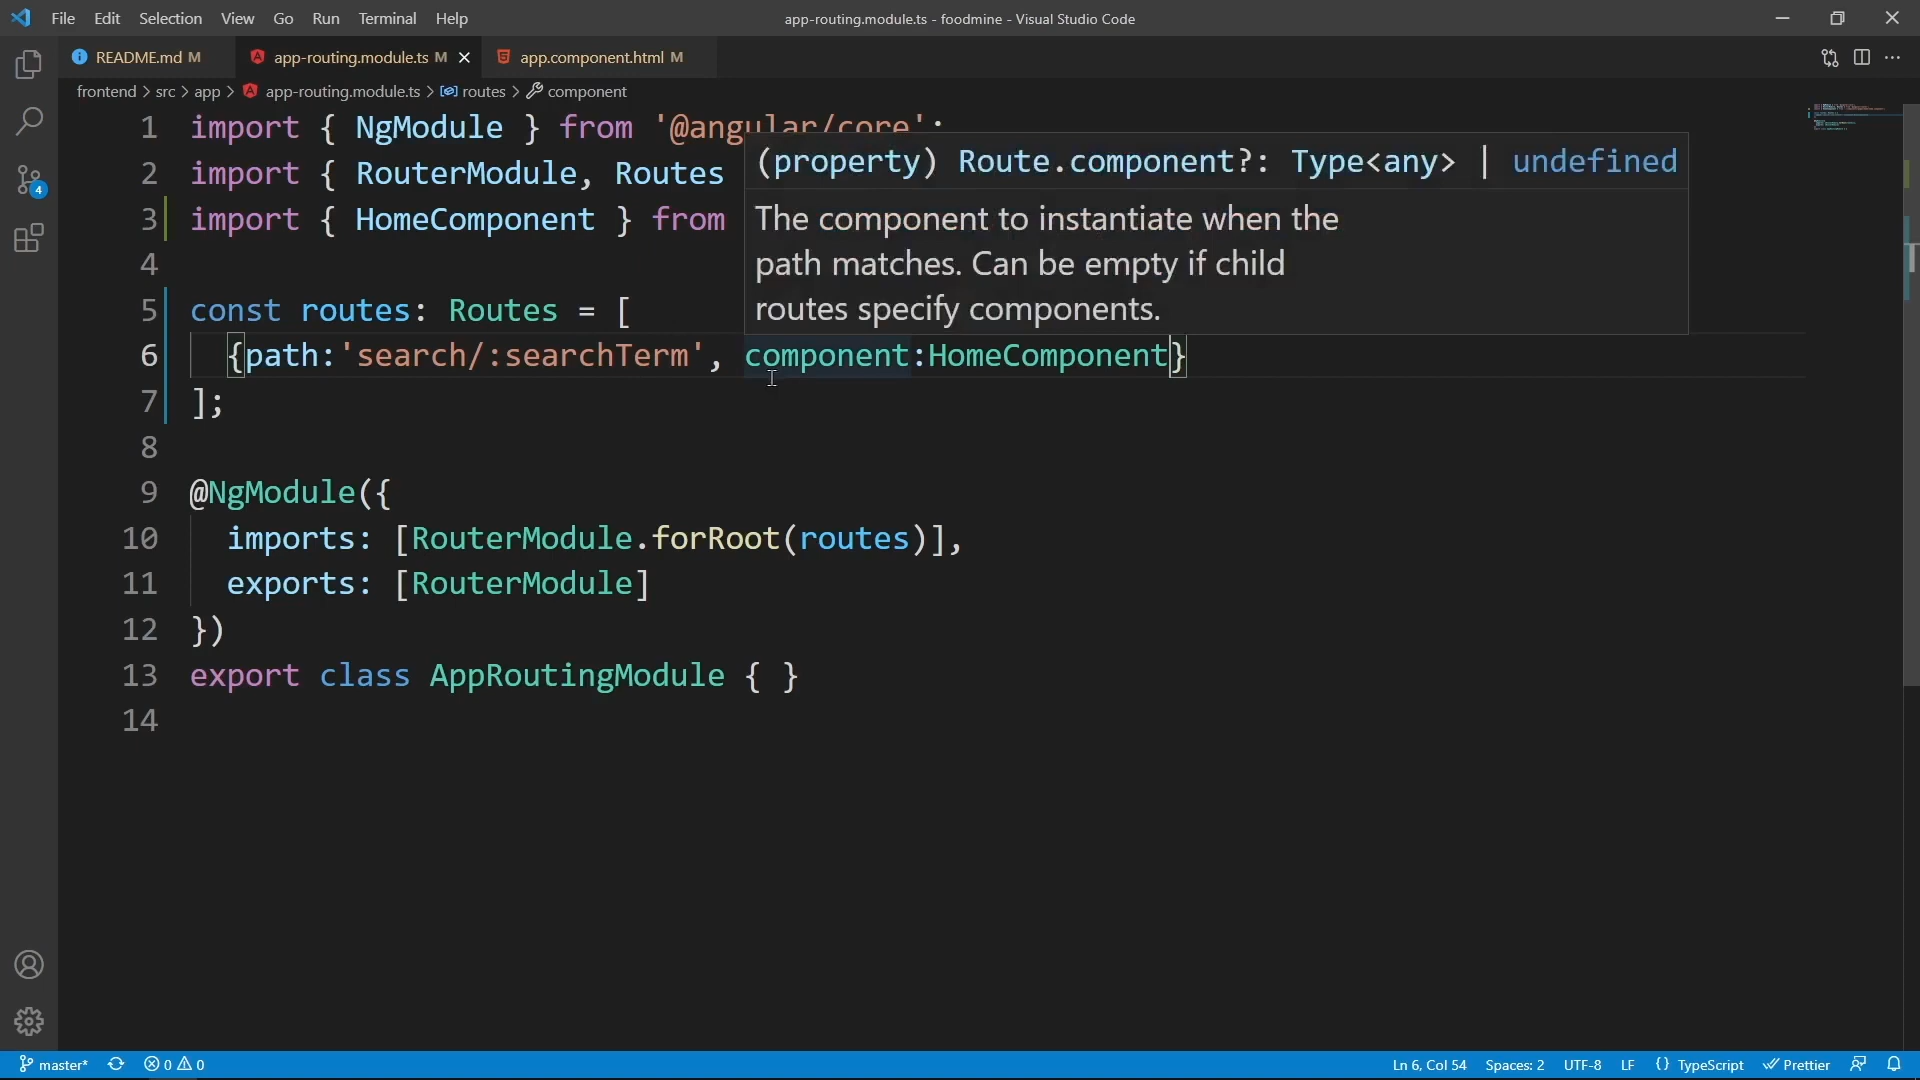 File Edit Selection View Go Run Terminal Help
app-routing.module.ts - foodmine - Visual Studio Code
README.md M app-routing.module.ts M app.component.html M
frontend > src > app > app-routing.module.ts > routes > component
1 import { NgModule } from '@angular/core';
(property) Route.component?: Type<any> | undefined
The component to instantiate when the
path matches. Can be empty if child
routes specify components.
2 import { RouterModule, Routes
3 import { HomeComponent } from
4
5 const routes: Routes = [
6 {path:'search/:searchTerm', component:HomeComponent}
7 ];
8
9 @NgModule({
10 imports: [RouterModule.forRoot(routes)],
11 exports: [RouterModule]
12 })
13 export class AppRoutingModule { }
14
4
master* 0 0 Ln 6, Col 54 Spaces: 2 UTF-8 LF {} TypeScript Prettier